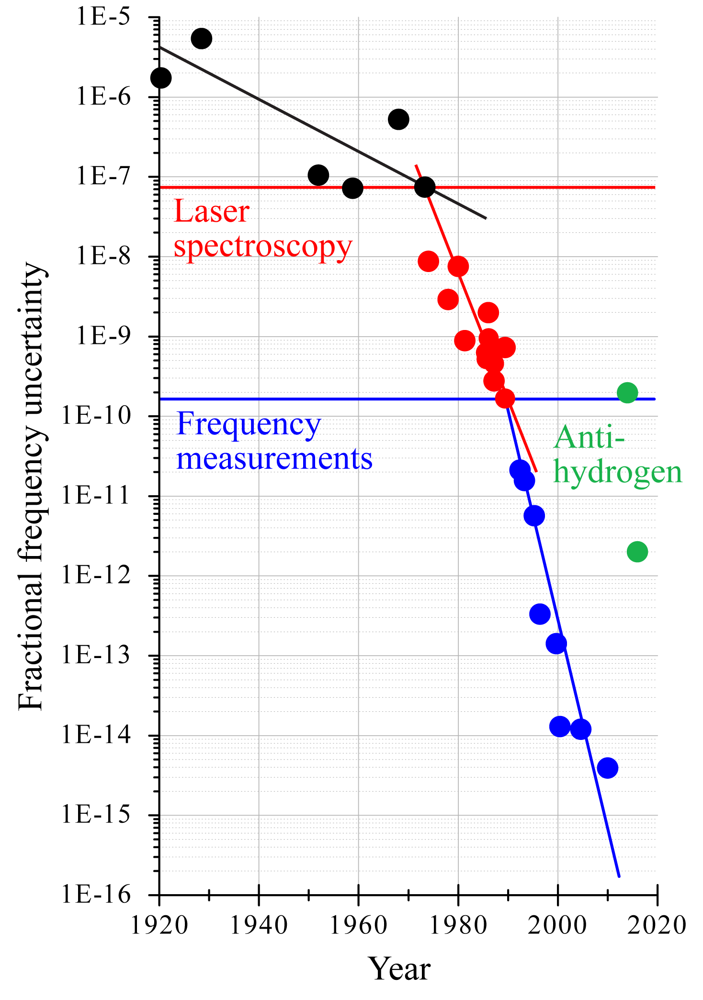 1E-5
1E-6
1E-7
Laser
spectroscopy
1E-8
1E-9
1E-10
Frequency
measurements
Anti-
hydrogen
1E-11
1E-12
1E-13
1E-14
1E-15
1E-16
Fractional frequency uncertainty
1920 1940 1960 1980 2000 2020
Year